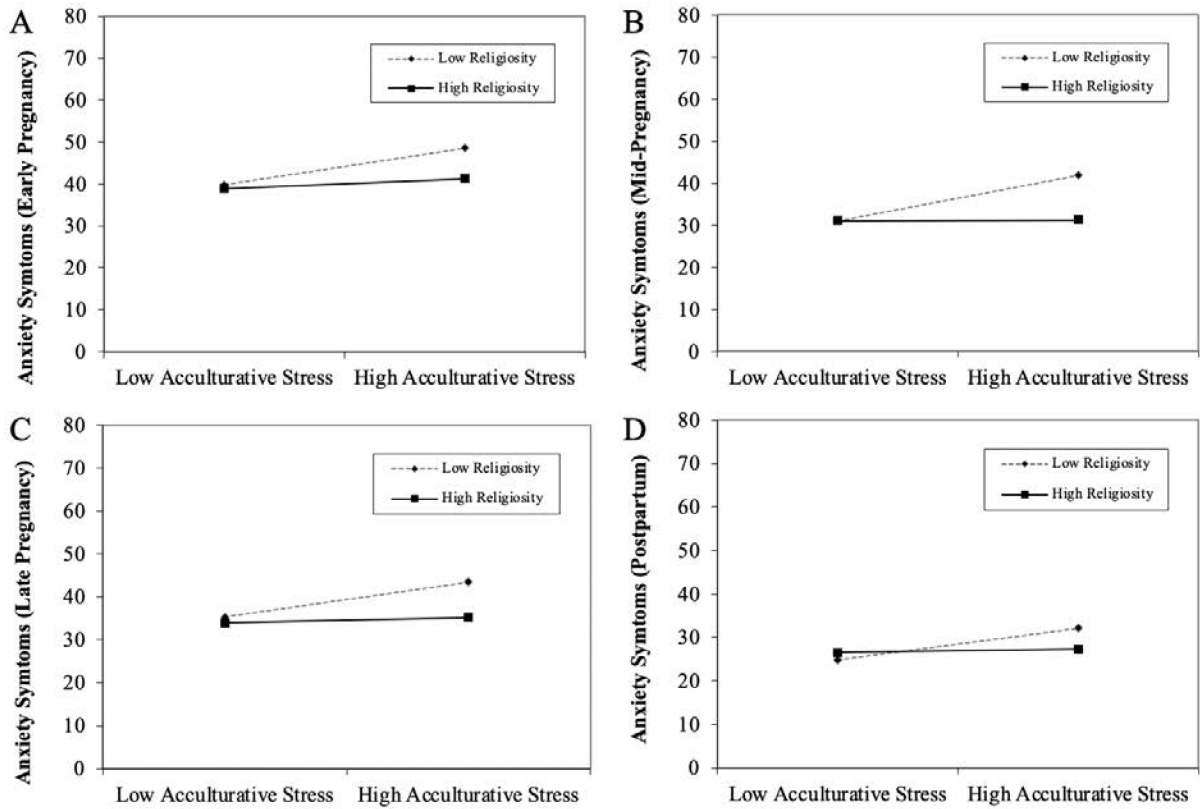 A
Anxiety Symtoms (Early Pregnancy)
80
70
60
50
40
30
20
10
0
Low Religiosity
High Religiosity
Low Acculturative Stress
High Acculturative Stress
B
Anxiety Symtoms (Mid-Pregnancy)
80
70
60
50
40
30
20
10
0
Low Religiosity
High Religiosity
Low Acculturative Stress
High Acculturative Stress
C
Anxiety Symtoms (Late Pregnancy)
80
70
60
50
40
30
20
10
0
Low Religiosity
High Religiosity
Low Acculturative Stress
High Acculturative Stress
D
Anxiety Symtoms (Postpartum)
80
70
60
50
40
30
20
10
0
Low Religiosity
High Religiosity
Low Acculturative Stress
High Acculturative Stress